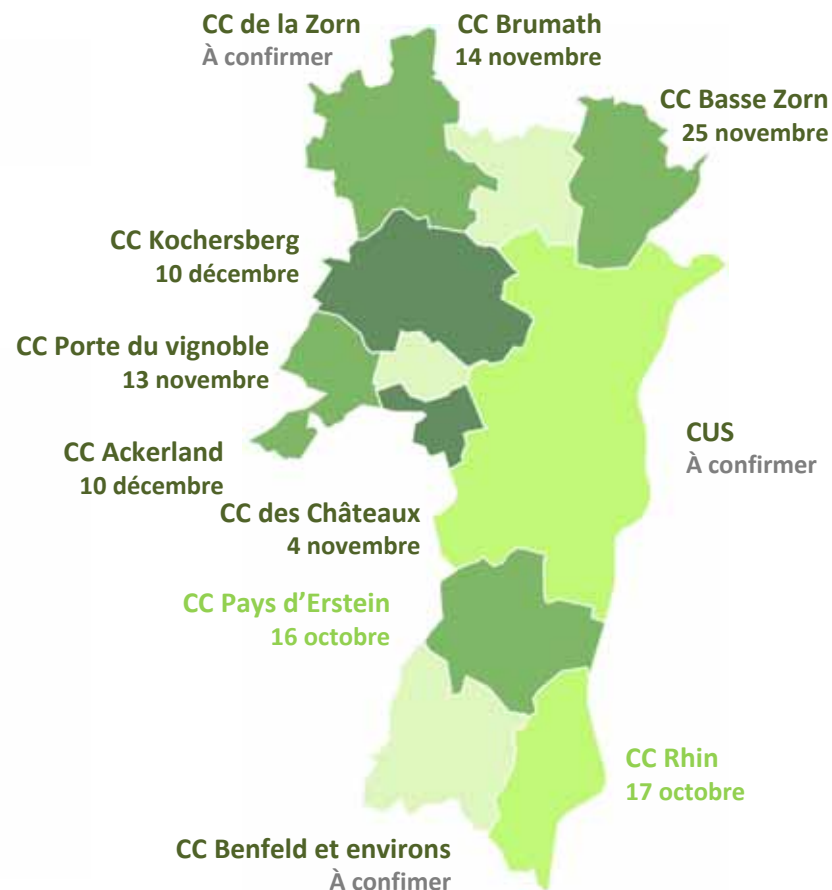 CC de la Zorn
À confirmer
CC Brumath
14 novembre
CC Basse Zorn
25 novembre
CC Kochersberg
10 décembre
CC Porte du vignoble
13 novembre
CC Ackerland
10 décembre
CUS
À confirmer
CC des Châteaux
4 novembre
CC Pays d’Erstein
16 octobre
CC Rhin
17 octobre
CC Benfeld et environs
À confimer